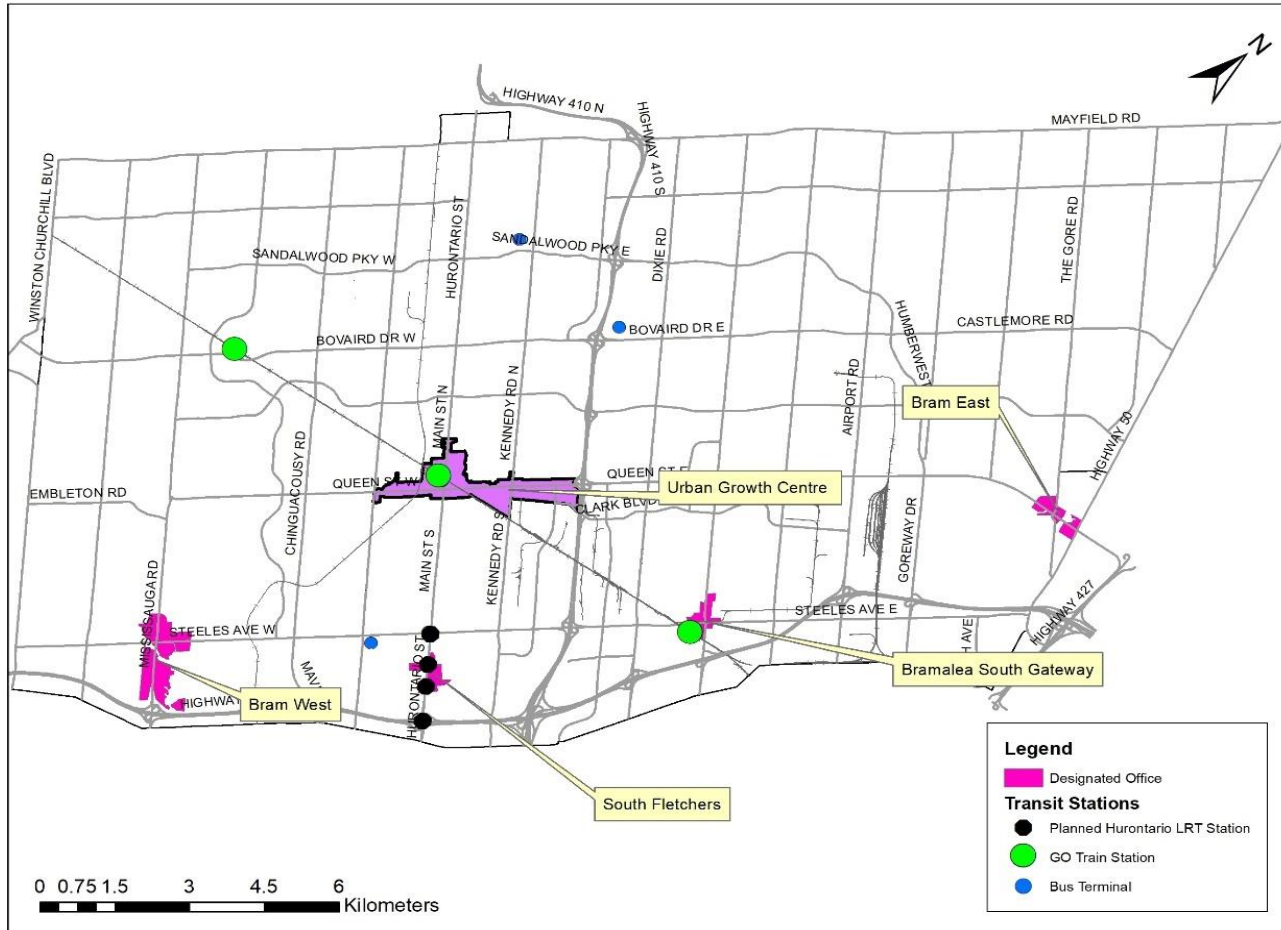 N
HIGHWAY 410 N
HIGHWAY 410 S
MAYFIELD RD
WINSTON CHURCHILL BLVD
HURONTARIO ST
SANDALWOOD PKY W
SANDALWOOD PKY E
DIXIE RD
THE GORE RD
BOVAIRD DR W
BOVAIRD DR E
CASTLEMORE RD
HUMBERWEST
AIRPORT RD
Bram East
MAIN ST N
KENNEDY RD N
HIGHWAY 50
CHINGUACOUSY RD
EMBLETON RD
QUEEN ST W
QUEEN ST E
Urban Growth Centre
CLARK BLVD
GOREWAY DR
MAIN ST S
KENNEDY RD S
MISSISSAUGA RD
STEELES AVE W
STEELES AVE E
HIGHWAY 427
AVE
HURONTARIO ST
MAV
HIGHWAY
Bram West
Bramalea South Gateway
South Fletchers
Legend
Designated Office
Transit Stations
Planned Hurontario LRT Station
GO Train Station
Bus Terminal
0 0.75 1.5 3 4.5 6
Kilometers